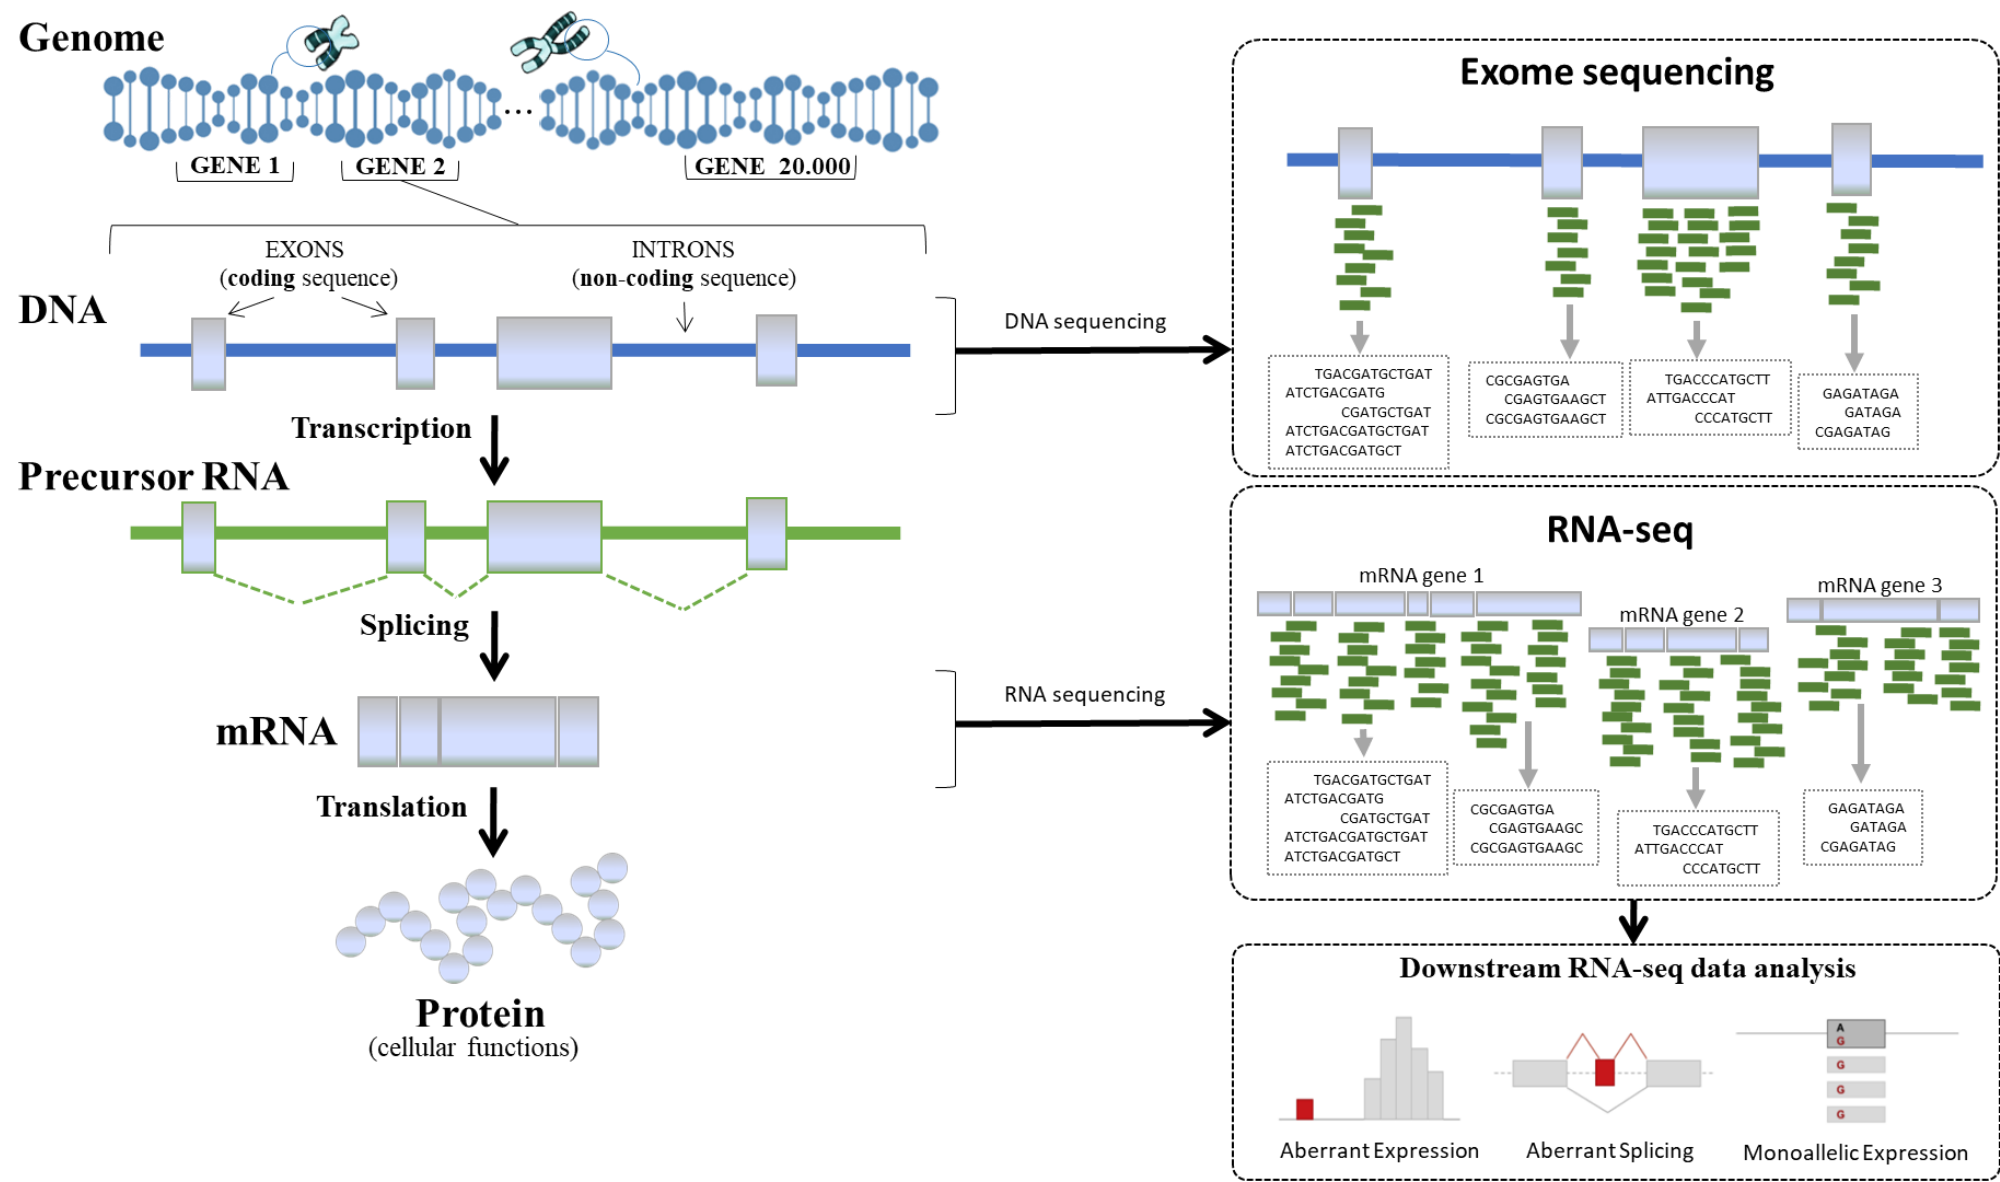 Genome
...
GENE 1
GENE 2
GENE 20.000
EXONS
(coding sequence)
INTRONS
(non-coding sequence)
DNA
Transcription
Precursor RNA
Splicing
mRNA
Translation
Protein
(cellular functions)
DNA sequencing
RNA sequencing
Exome sequencing
TGACGATGCTGAT
ATCTGACGATG
CGATGCTGAT
ATCTGACGATGCTGAT
ATCTGACGATGCT
CGCGAGTGA
CGAGTGAAGCT
CGCGAGTGAAGCT
TGACCCATGCTT
ATTGACCCAT
CCCATGCTT
GAGATAGA
GATAGA
CGAGATAG
RNA-seq
mRNA gene 1
mRNA gene 2
mRNA gene 3
TGACGATGCTGAT
ATCTGACGATG
CGATGCTGAT
ATCTGACGATGCTGAT
ATCTGACGATGCT
CGCGAGTGA
CGAGTGAAGC
CGCGAGTGAAGC
TGACCCATGCTT
ATTGACCCAT
CCCATGCTT
GAGATAGA
GATAGA
CGAGATAG
Downstream RNA-seq data analysis
Aberrant Expression
Aberrant Splicing
A
G
G
G
G
Monoallelic Expression